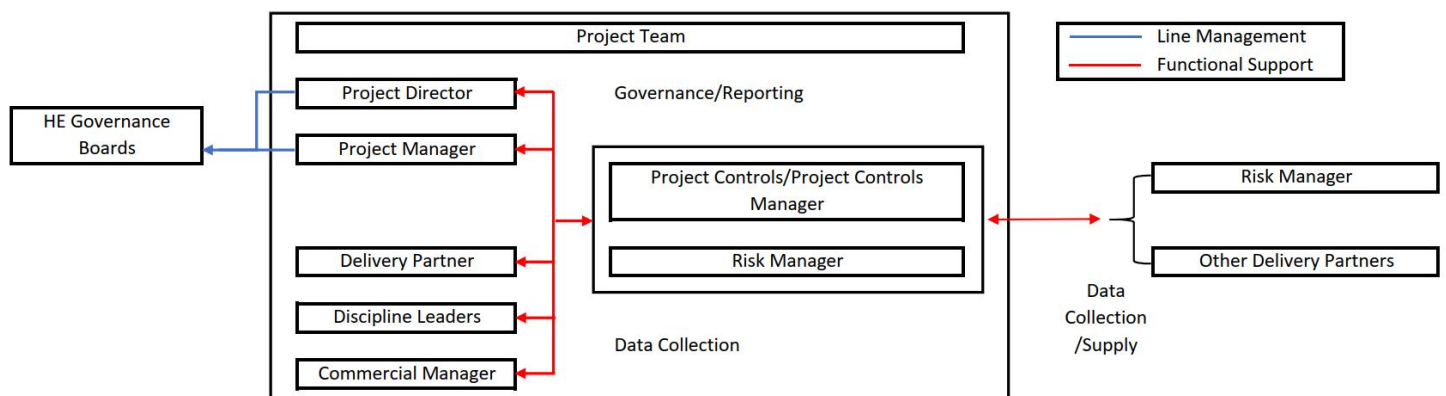 Project Team
Line Management
Functional Support
Project Director
Governance/Reporting
HE Governance
Boards
Project Manager
Project Controls/Project Controls
Manager
Risk Manager
Delivery Partner
Risk Manager
Other Delivery Partners
Discipline Leaders
Data Collection
Data
Collection
/Supply
Commercial Manager